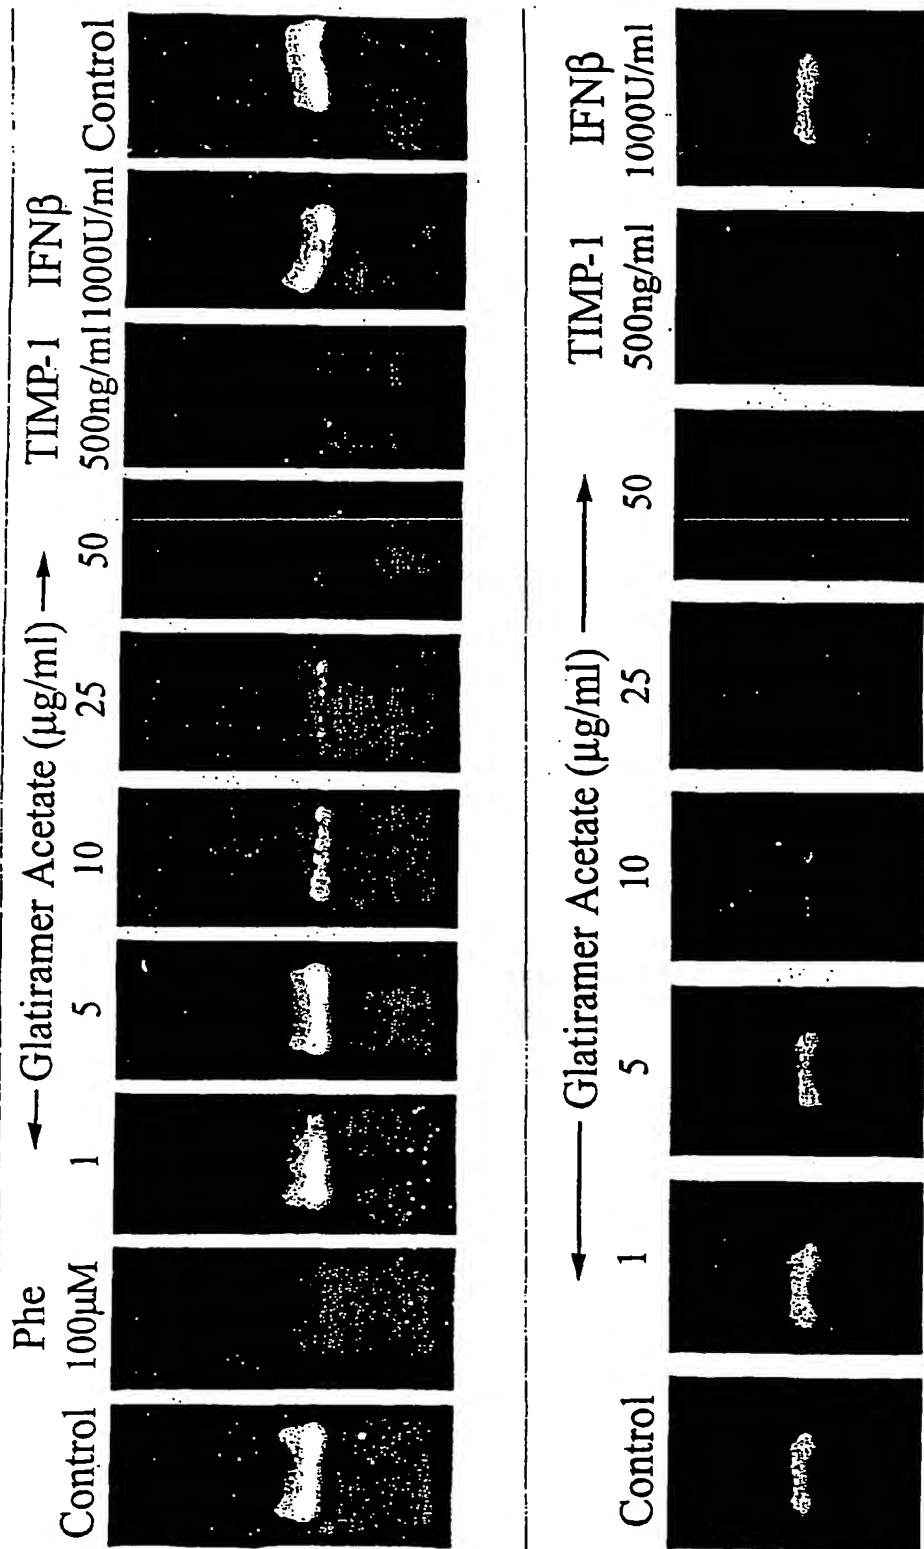 Phe
← Glatiramer Acetate (µg/ml) →
TIMP-1
IFNβ
Control
100µM
1
5
10
25
50
500ng/ml
1000U/ml
Control
← Glatiramer Acetate (µg/ml) →
TIMP-1
IFNβ
Control
1
5
10
25
50
500ng/ml
1000U/ml